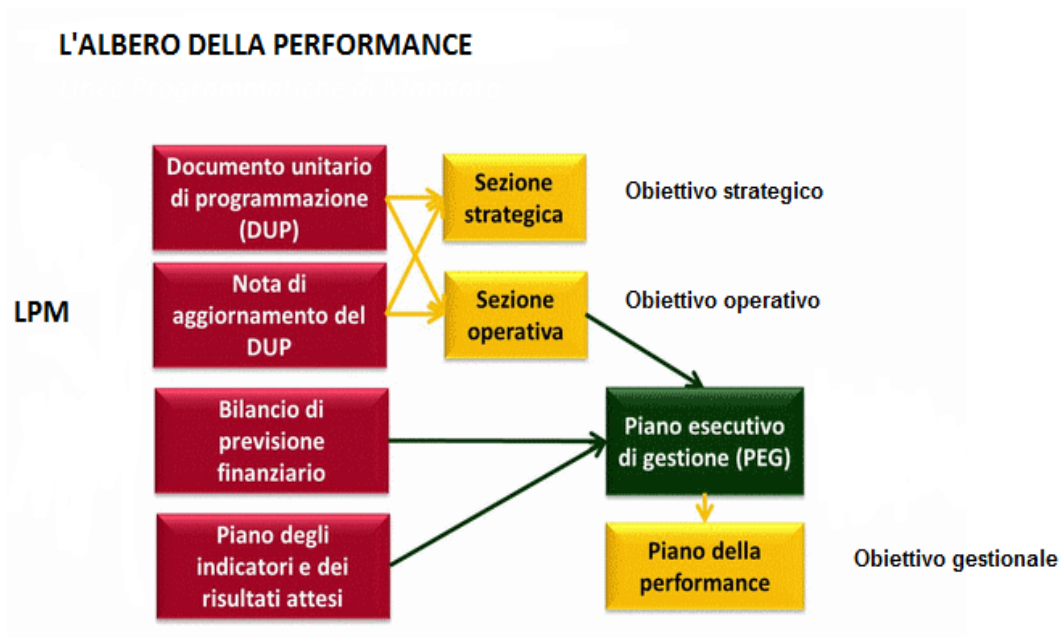 L'ALBERO DELLA PERFORMANCE
Documento unitario
di programmazione
(DUP)
Sezione
strategica
Obiettivo strategico
LPM
Nota di
aggiornamento del
DUP
Sezione
operativa
Obiettivo operativo
Bilancio di
previsione
finanziario
Piano esecutivo
di gestione (PEG)
Piano degli
indicatori e dei
risultati attesi
Piano della
performance
Obiettivo gestionale